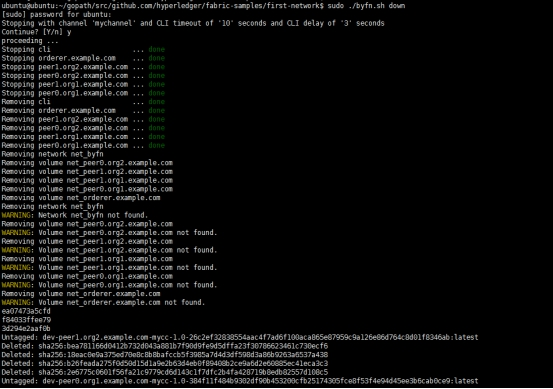 ubuntu@ubuntu:~/gopath/src/github.com/hyperledger/fabric-samples/first-network$ sudo ./byfn.sh down
[sudo] password for ubuntu:
Stopping with channel 'mychannel' and CLI timeout of '10' seconds and CLI delay of '3' seconds
Continue? [Y/n] y
proceeding ...
Stopping cli ... done
Stopping orderer.example.com ... done
Stopping peer1.org2.example.com ... done
Stopping peer0.org2.example.com ... done
Stopping peer1.org1.example.com ... done
Stopping peer0.org1.example.com ... done
Removing cli ... done
Removing orderer.example.com ... done
Removing peer1.org2.example.com ... done
Removing peer0.org2.example.com ... done
Removing peer1.org1.example.com ... done
Removing peer0.org1.example.com ... done
Removing network net_byfn
Removing volume net_peer0.org2.example.com
Removing volume net_peer1.org2.example.com
Removing volume net_peer1.org1.example.com
Removing volume net_peer0.org1.example.com
Removing volume net_orderer.example.com
Removing network net_byfn
WARNING: Network net_byfn not found.
Removing volume net_peer0.org2.example.com
WARNING: Volume net_peer0.org2.example.com not found.
Removing volume net_peer1.org2.example.com
WARNING: Volume net_peer1.org2.example.com not found.
Removing volume net_peer1.org1.example.com
WARNING: Volume net_peer1.org1.example.com not found.
Removing volume net_peer0.org1.example.com
WARNING: Volume net_peer0.org1.example.com not found.
Removing volume net_orderer.example.com
WARNING: Volume net_orderer.example.com not found.
ea07473a5cfd
f84033ffee79
3d294e2aaf0b
Untagged: dev-peer1.org2.example.com-mycc-1.0-26c2ef32838554aac4f7ad6f100aca865e87959c9a126e86d764c8d01f8346ab:latest
Deleted: sha256:bea781166d0412b732d043a881b7f90d9fe9d5dffa23f30786623461c730ecf6
Deleted: sha256:18eac0e9a375ed70e8c8b8bafccb5f3985a7d4d3df598d3a86b9263a6537a438
Deleted: sha256:b26feada275f0d50d15d1a9e2b63d4eb0f89408b2ce9a6d2e60885ec41eca3c3
Deleted: sha256:2e6775c0601f56fa21c9779cd6d143c1f7dfc2b4fa428719b8edb82557d108c5
Untagged: dev-peer0.org1.example.com-mycc-1.0-384f11f484b9302df90b453200cfb25174305fce8f53f4e94d45ee3b6cab0ce9:latest